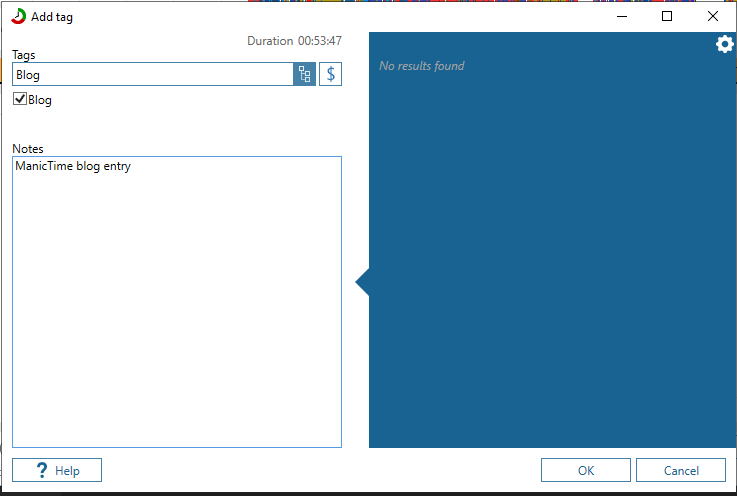 Add tag
Duration 00:53:47
Tags
Blog
$
Blog
Notes
ManicTime blog entry
No results found
? Help
OK
Cancel